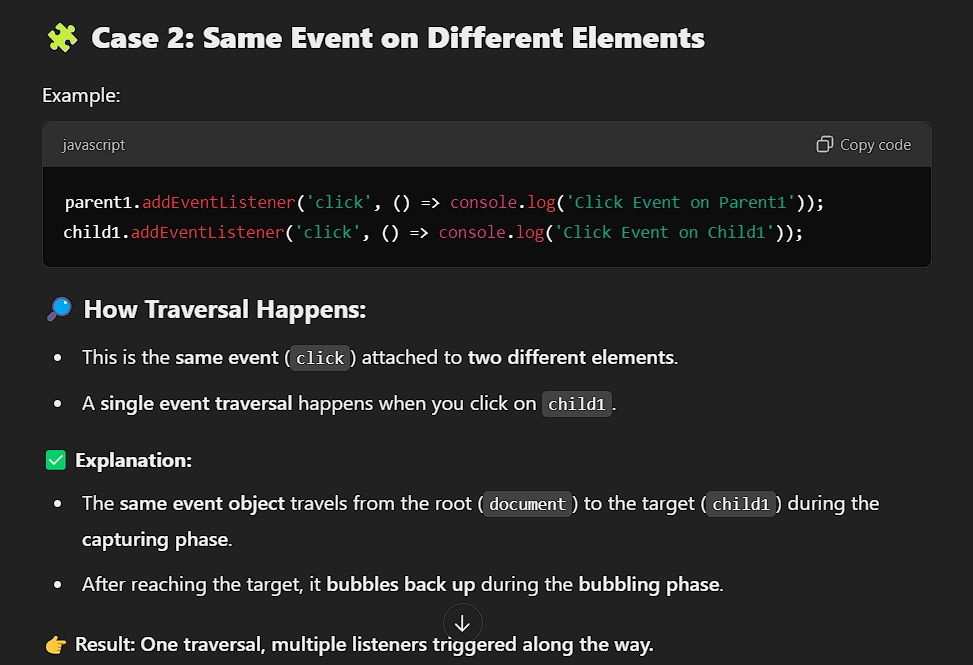 🧩 Case 2: Same Event on Different Elements
Example:
javascript
Copy code
parent1.addEventListener('click', () => console.log('Click Event on Parent1'));
child1.addEventListener('click', () => console.log('Click Event on Child1'));
🔎 How Traversal Happens:
• This is the same event (click) attached to two different elements.
• A single event traversal happens when you click on child1.
✅ Explanation:
• The same event object travels from the root (document) to the target (child1) during the
capturing phase.
• After reaching the target, it bubbles back up during the bubbling phase.
👉 Result: One traversal, multiple listeners triggered along the way.